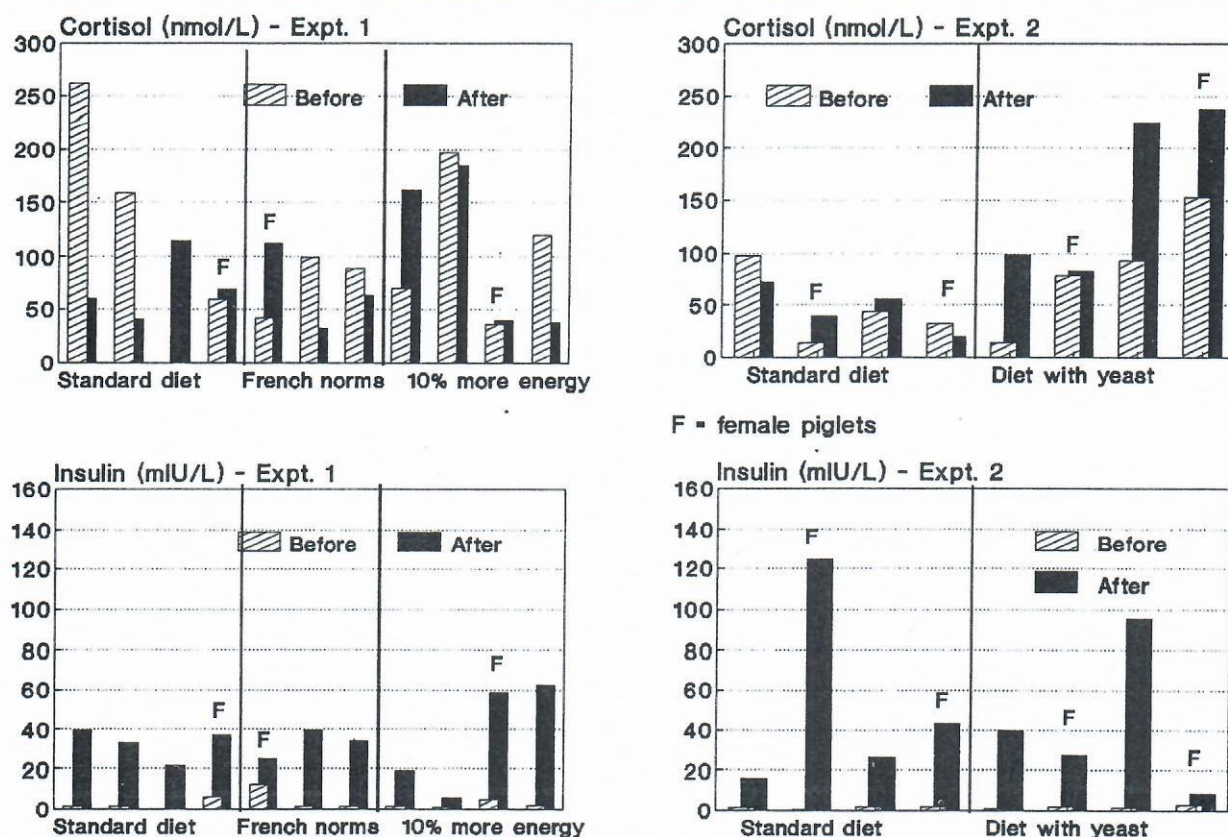 Cortisol (nmol/L) - Expt. 1
300
250
200
150
100
50
0
Before
After
F
F
F
Standard diet
French norms
10% more energy
Cortisol (nmol/L) - Expt. 2
300
250
200
150
100
50
0
Before
After
F
F
F
F
Standard diet
Diet with yeast
F = female piglets
Insulin (mIU/L) - Expt. 1
160
140
120
100
80
60
40
20
0
Before
After
F
F
F
Standard diet
French norms
10% more energy
Insulin (mIU/L) - Expt. 2
160
140
120
100
80
60
40
20
0
Before
After
F
F
F
F
Standard diet
Diet with yeast